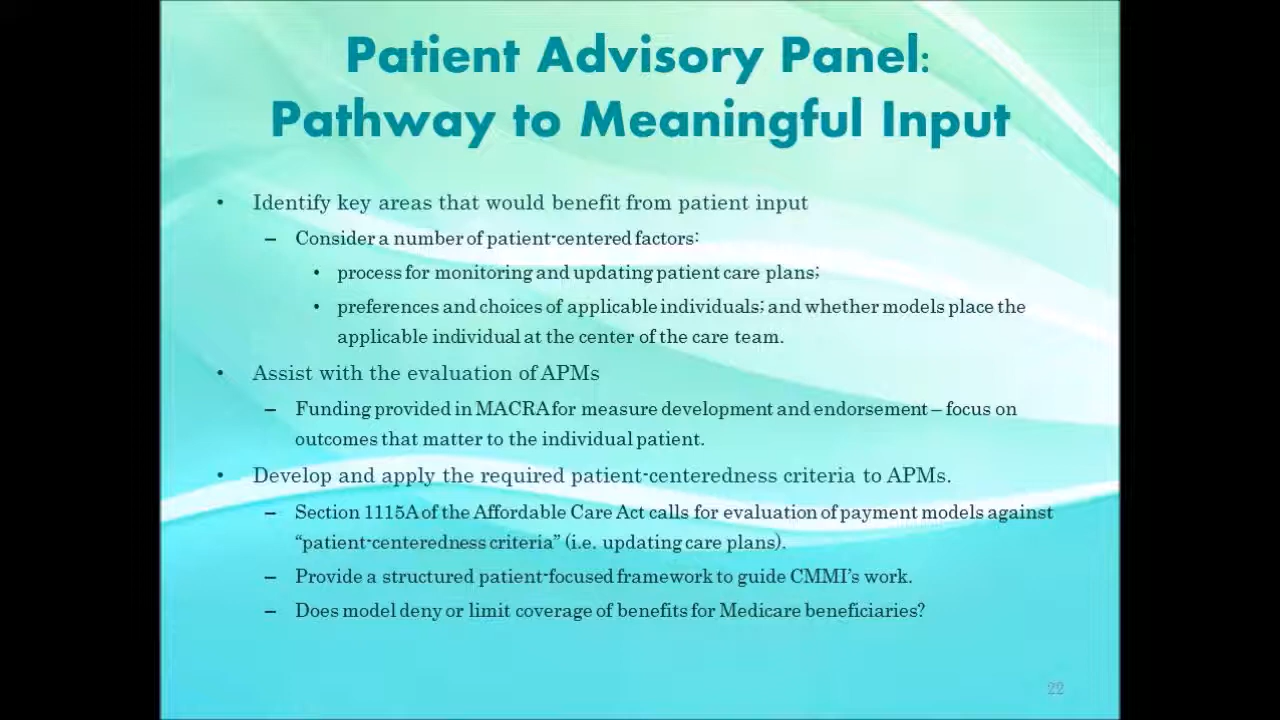 Patient Advisory Panel:
Pathway to Meaningful Input
• Identify key areas that would benefit from patient input
– Consider a number of patient-centered factors:
• process for monitoring and updating patient care plans;
• preferences and choices of applicable individuals; and whether models place the
applicable individual at the center of the care team.
• Assist with the evaluation of APMs
– Funding provided in MACRA for measure development and endorsement – focus on
outcomes that matter to the individual patient.
• Develop and apply the required patient-centeredness criteria to APMs.
– Section 1115A of the Affordable Care Act calls for evaluation of payment models against
“patient-centeredness criteria” (i.e. updating care plans).
– Provide a structured patient-focused framework to guide CMMI’s work.
– Does model deny or limit coverage of benefits for Medicare beneficiaries?
22